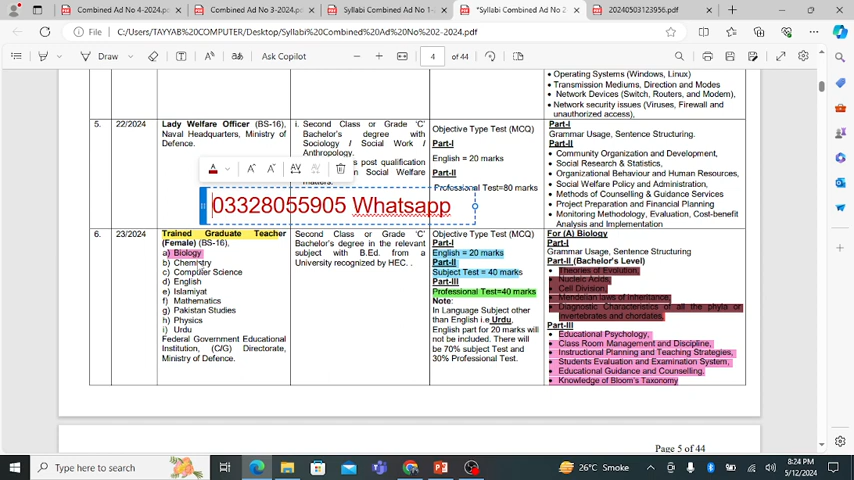 Combined Ad No 4-2024.pdf
Combined Ad No 3-2024.pdf
Syllabi Combined Ad No 1-
*Syllabi Combined Ad No 2
20240503123956.pdf
File
C:/Users/TAYYAB%20COMPUTER/Desktop/Syllabi%20Combined%20Ad%20No%202-2024.pdf
Draw
Ask Copilot
4 of 44
• Operating Systems (Windows, Linux)
• Transmission Mediums, Direction and Modes
• Network Devices (Switch, Routers, and Modem),
• Network security issues (Viruses, Firewall and
unauthorized access),
5.
22/2024
Lady Welfare Officer (BS-16),
Naval Headquarters, Ministry of
Defence.
i. Second Class or Grade ‘C’
Bachelor's degree with
Sociology / Social Work /
Anthropology.
post qualification
Social Welfare
Objective Type Test (MCQ)
Part-I
English = 20 marks
Part-II
Professional Test=80 marks
Part-I
Grammar Usage, Sentence Structuring.
Part-II
• Community Organization and Development,
• Social Research & Statistics,
• Organizational Behaviour and Human Resources,
• Social Welfare Policy and Administration,
• Methods of Counselling & Guidance Services
• Project Preparation and Financial Planning
• Monitoring Methodology, Evaluation, Cost-benefit
Analysis and Implementation
03328055905 Whatsapp
6.
23/2024
Trained Graduate Teacher
(Female) (BS-16),
a) Biology
b) Chemistry
c) Computer Science
d) English
e) Islamiyat
f) Mathematics
g) Pakistan Studies
h) Physics
i) Urdu
Federal Government Educational
Institution, (C/G) Directorate,
Ministry of Defence.
Second Class or Grade ‘C’
Bachelor's degree in the relevant
subject with B.Ed. from a
University recognized by HEC. .
Objective Type Test (MCQ)
Part-I
English = 20 marks
Part-II
Subject Test = 40 marks
Part-III
Professional Test=40 marks
Note:
In Language Subject other
than English i.e Urdu,
English part for 20 marks will
not be included. There will
be 70% subject Test and
30% Professional Test.
For (A) Biology
Part-I
Grammar Usage, Sentence Structuring
Part-II (Bachelor's Level)
• Theories of Evolution,
• Nucleic Acids,
• Cell Division,
• Mendelian laws of Inheritance,
• Diagnostic Characteristics of all the phyla or
invertebrates and chordates.
Part-III
• Educational Psychology,
• Class Room Management and Discipline,
• Instructional Planning and Teaching Strategies,
• Students Evaluation and Examination System,
• Educational Guidance and Counselling,
• Knowledge of Bloom's Taxonomy
Page 5 of 44
Type here to search
26°C Smoke
8:24 PM
5/12/2024